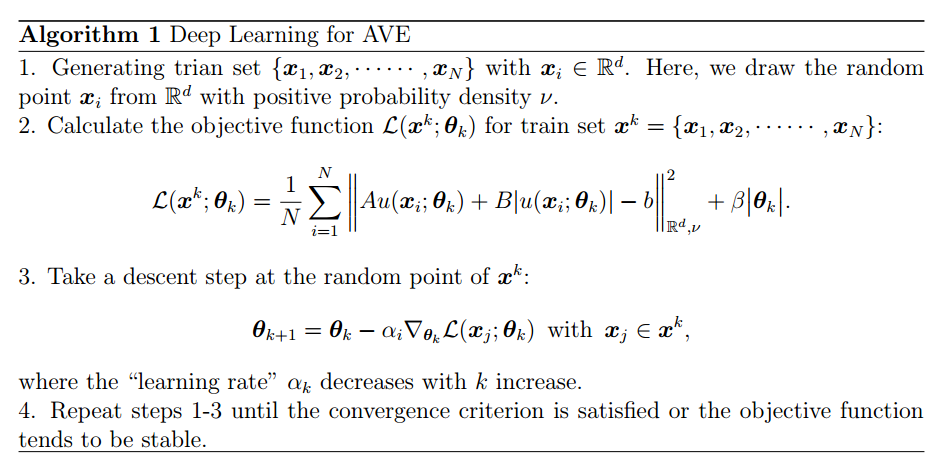 Algorithm 1 Deep Learning for AVE
1. Generating trian set {𝒙₁, 𝒙₂, ⋯⋯ , 𝒙_N} with 𝒙ᵢ ∈ ℝᵈ. Here, we draw the random
point 𝒙ᵢ from ℝᵈ with positive probability density ν.
2. Calculate the objective function ℒ(𝒙ᵏ; 𝜽ₖ) for train set 𝒙ᵏ = {𝒙₁, 𝒙₂, ⋯⋯ , 𝒙_N}:
ℒ(𝒙ᵏ; 𝜽ₖ) = \frac{1}{N} \sum_{i=1}^{N} ‖Au(𝒙ᵢ; 𝜽ₖ) + B|u(𝒙ᵢ; 𝜽ₖ)| − b‖²_{ℝᵈ,ν} + β|𝜽ₖ|.
3. Take a descent step at the random point of 𝒙ᵏ:
𝜽ₖ₊₁ = 𝜽ₖ − αᵢ∇_{𝜽ₖ}ℒ(𝒙ⱼ; 𝜽ₖ) with 𝒙ⱼ ∈ 𝒙ᵏ,
where the “learning rate” αₖ decreases with k increase.
4. Repeat steps 1-3 until the convergence criterion is satisfied or the objective function
tends to be stable.